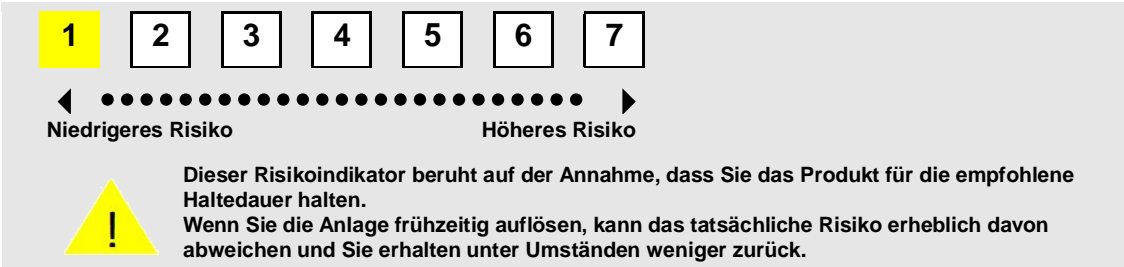 1 2 3 4 5 6 7
Niedrigeres Risiko Höheres Risiko
Dieser Risikoindikator beruht auf der Annahme, dass Sie das Produkt für die empfohlene
Haltedauer halten.
Wenn Sie die Anlage frühzeitig auflösen, kann das tatsächliche Risiko erheblich davon
abweichen und Sie erhalten unter Umständen weniger zurück.
!